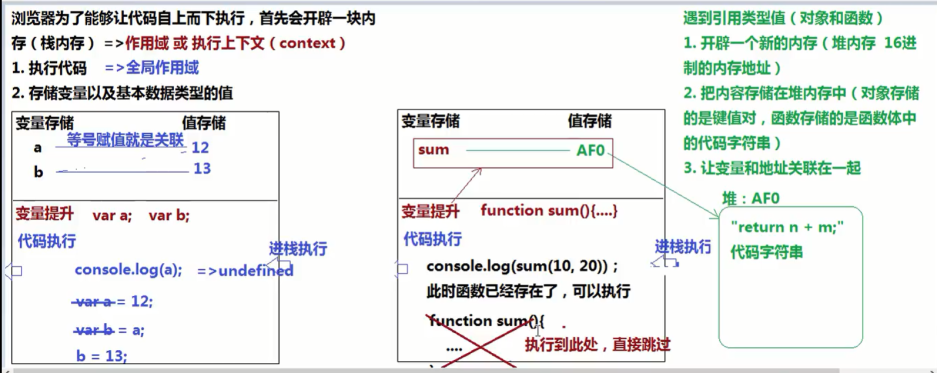 浏览器为了能够让代码自上而下执行，首先会开辟一块内
存（栈内存）=>作用域 或 执行上下文（context）
1. 执行代码 =>全局作用域
2. 存储变量以及基本数据类型的值
变量存储 值存储
等号赋值就是关联
a 12
b 13
变量提升 var a; var b;
代码执行
进栈执行
console.log(a); =>undefined
var a = 12;
var b = a;
b = 13;
变量存储 值存储
sum AF0
变量提升 function sum(){....}
代码执行
进栈执行
console.log(sum(10, 20))；
此时函数已经存在了，可以执行
function sum(){
....
执行到此处，直接跳过
遇到引用类型值（对象和函数）
1. 开辟一个新的内存（堆内存 16进
制的内存地址）
2. 把内容存储在堆内存中（对象存储
的是键值对，函数存储的是函数体中
的代码字符串）
3. 让变量和地址关联在一起
堆：AF0
"return n + m;"
代码字符串